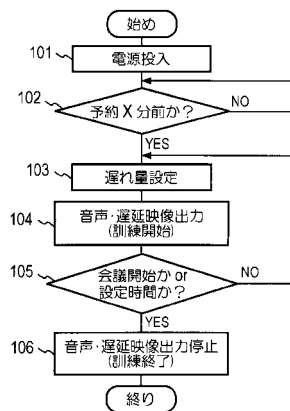 始め
101
電源投入
102
予約X分前か?
NO
YES
103
遅れ量設定
104
音声・遅延映像出力
(訓練開始)
105
会議開始か or
設定時間か?
NO
YES
106
音声・遅延映像出力停止
(訓練終了)
終り